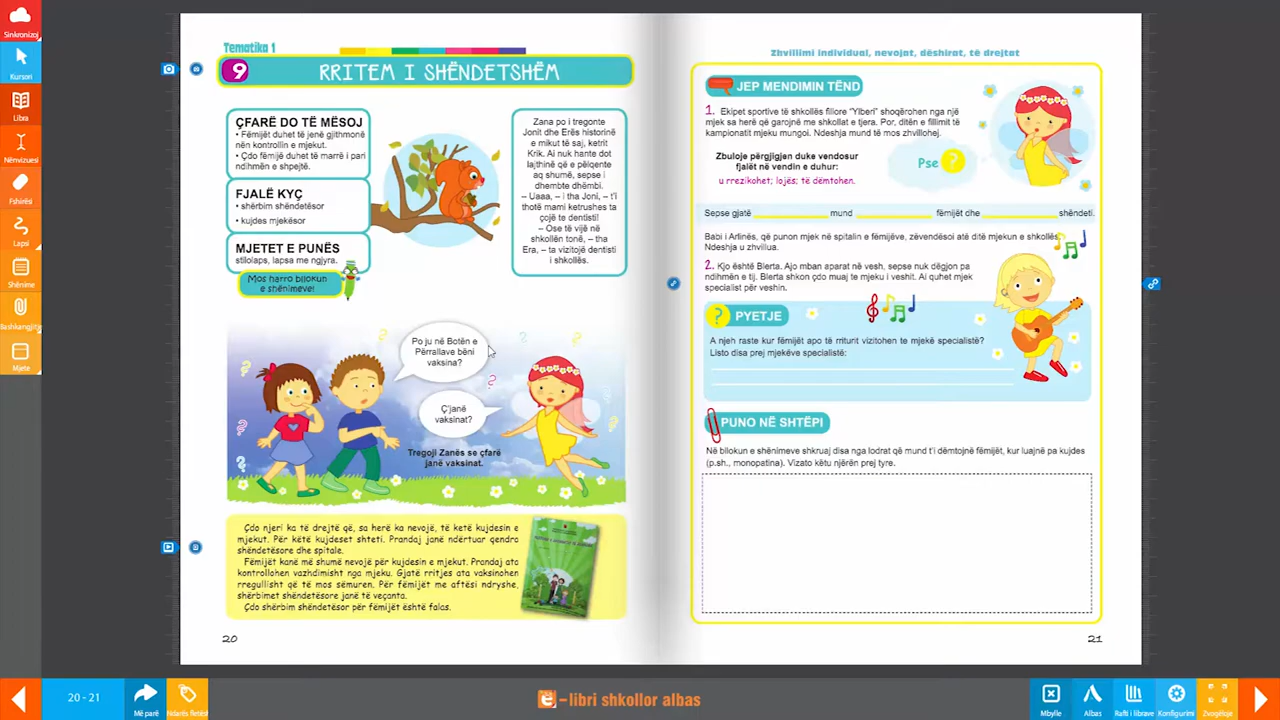 Sinkronizoj
Kursori
Libra
Nënvizuesi
Fshirësi
Lapsi
Shënime
Bashkangjitje
Mjete
Tematika 1
9
RRITEM I SHËNDETSHËM
ÇFARË DO TË MËSOJ
• Fëmijët duhet të jenë gjithmonë
nën kontrollin e mjekut.
• Çdo fëmijë duhet të marrë i pari
ndihmën e shpejtë.
FJALË KYÇ
• shërbim shëndetësor
• kujdes mjekësor
MJETET E PUNËS
stilolaps, lapsa me ngjyra.
Mos harro bllokun
e shënimeve!
Zana po i tregonte
Jonit dhe Erës historinë
e mikut të saj, ketrit
Krik. Ai nuk hante dot
lajthinë që e pëlqente
aq shumë, sepse i
dhembte dhëmbi.
– Uaaa, – i tha Joni, – t'i
thotë mami ketrushes ta
çojë te dentisti!
– Ose të vijë në
shkollën tonë, – tha
Era, – ta vizitojë dentisti
i shkollës.
Po ju në Botën e
Përrallave bëni
vaksina?
Ç'janë
vaksinat?
Tregoji Zanës se çfarë
janë vaksinat.
Çdo njeri ka të drejtë që, sa herë ka nevojë, të ketë kujdesin e
mjekut. Për këtë kujdeset shteti. Prandaj janë ndërtuar qendro
shëndetësore dhe spitale.
Fëmijët kanë më shumë nevojë për kujdesin e mjekut. Prandaj ata
kontrollohen vazhdimisht nga mjeku. Gjatë rritjes ata vaksinohen
rregullisht që të mos sëmuren. Për fëmijët me aftësi ndryshe,
shërbimet shëndetësore janë të veçanta.
Çdo shërbim shëndetësor për fëmijët është falas.
20
Zhvillimi individual, nevojat, dëshirat, të drejtat
JEP MENDIMIN TËND
1. Ekipet sportive të shkollës fillore "Ylberi" shoqërohen nga një
mjek sa herë që garojnë me shkollat e tjera. Por, ditën e fillimit të
kampionatit mjeku mungoi. Ndeshja mund të mos zhvillohej.
Zbuloje përgjigjen duke vendosur
fjalët në vendin e duhur:
u rrezikohet; lojës; të dëmtohen.
Pse ?
Sepse gjatë mund fëmijët dhe shëndeti.
Babi i Arlinës, që punon mjek në spitalin e fëmijëve, zëvendësoi atë ditë mjekun e shkollës.
Ndeshja u zhvillua.
2. Kjo është Blerta. Ajo mban aparat në vesh, sepse nuk dëgjon pa
ndihmën e tij. Blerta shkon çdo muaj te mjeku i veshit. Ai quhet mjek
specialist për veshin.
? PYETJE
A njeh raste kur fëmijët apo të rriturit vizitohen te mjekë specialistë?
Listo disa prej mjekëve specialistë:
PUNO NË SHTËPI
Në bllokun e shënimeve shkruaj disa nga lodrat që mund t'i dëmtojnë fëmijët, kur luajnë pa kujdes
(p.sh., monopatina). Vizato këtu njërën prej tyre.
21
20 - 21
Më parë
Ndarës fletësh
e–libri shkollor albas
Mbylle
Albas
Rafti i librave
Konfigurimi
Zvogëloje